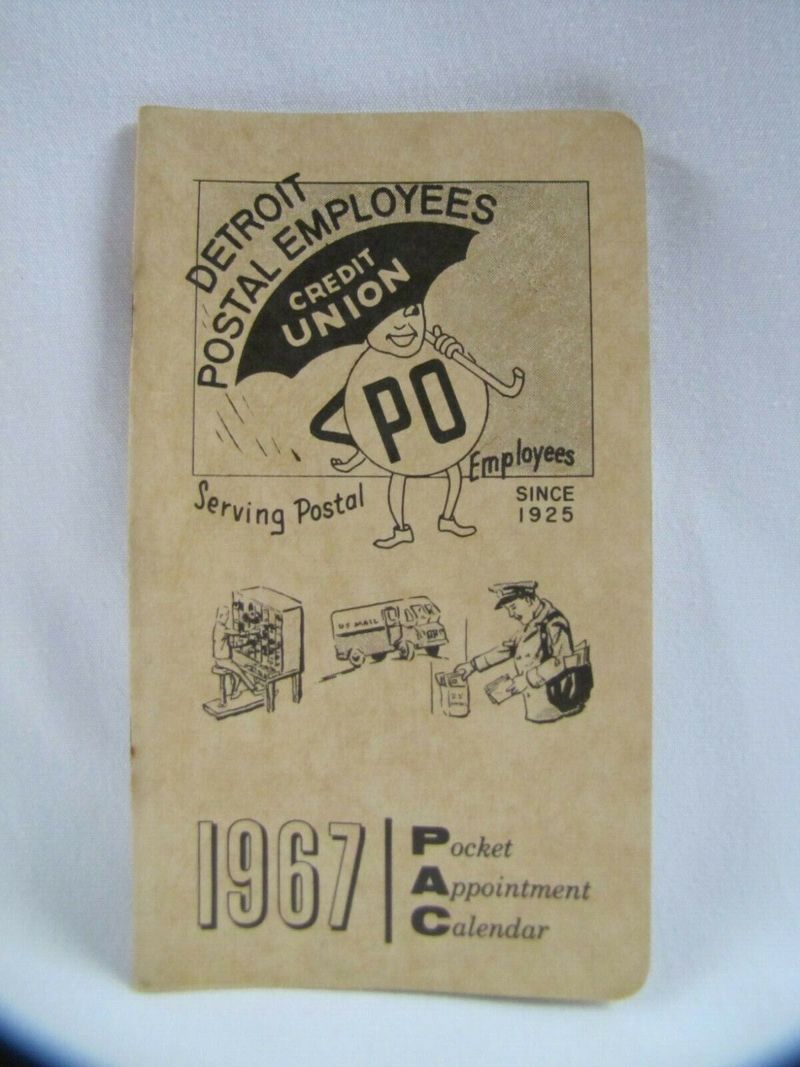 DETROIT
POSTAL EMPLOYEES
CREDIT
UNION
PO
Serving Postal Employees
SINCE
1925
US MAIL
1967
Pocket
Appointment
Calendar